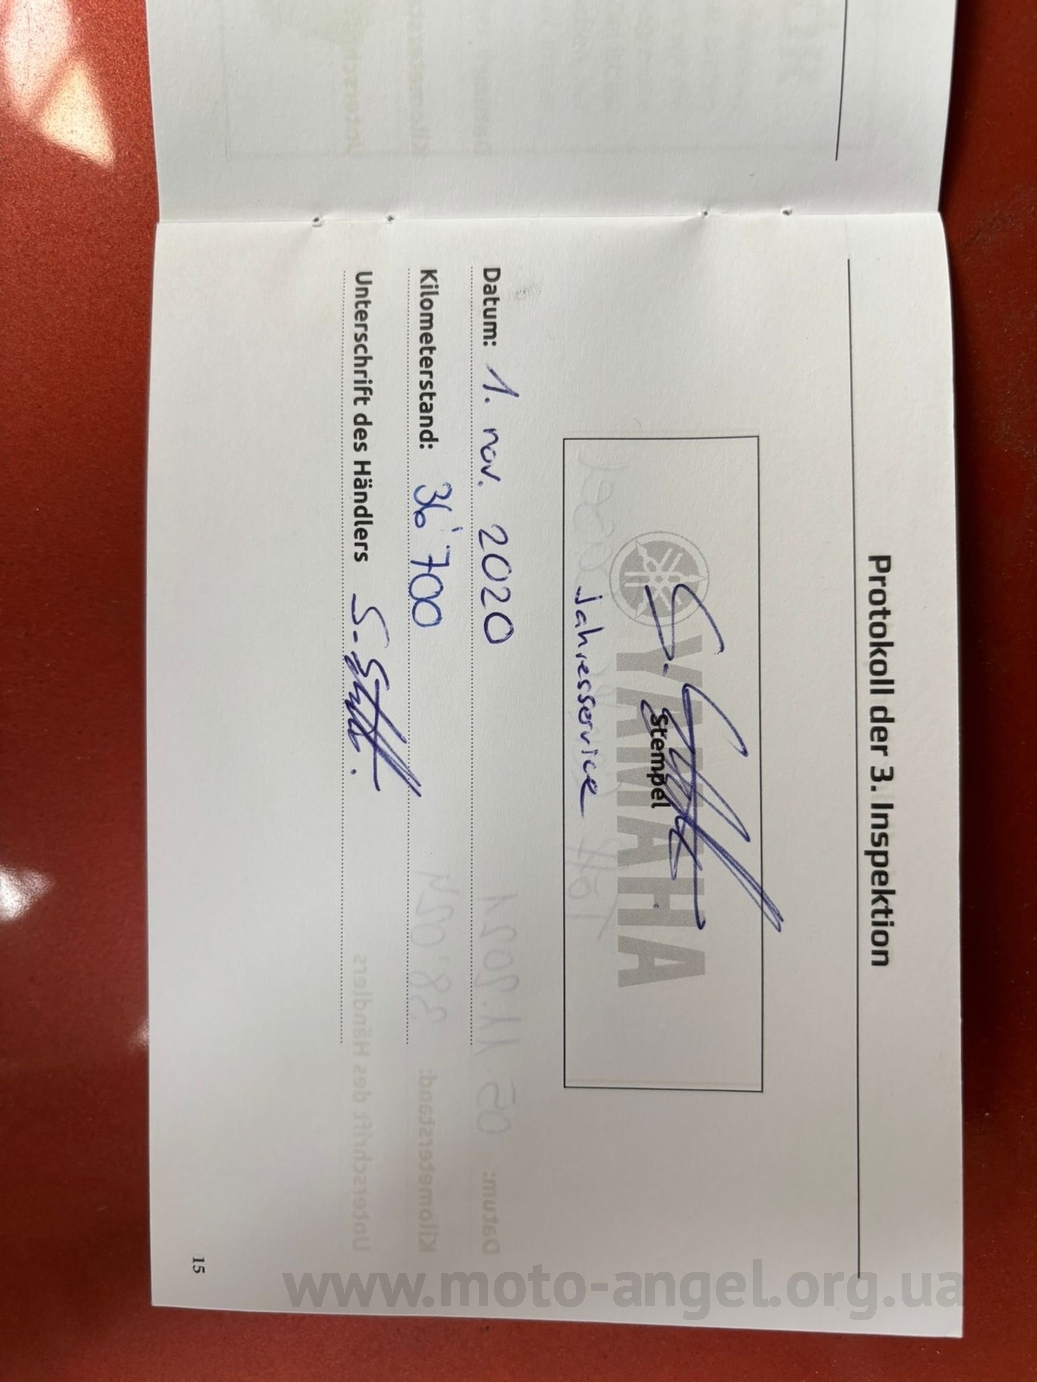 Protokoll der 3. Inspektion
YAMAHA
Stempel
Jahresservice
Datum: 1. nov. 2020
Kilometerstand: 36'700
Unterschrift des Händlers
15
www.moto-angel.org.ua